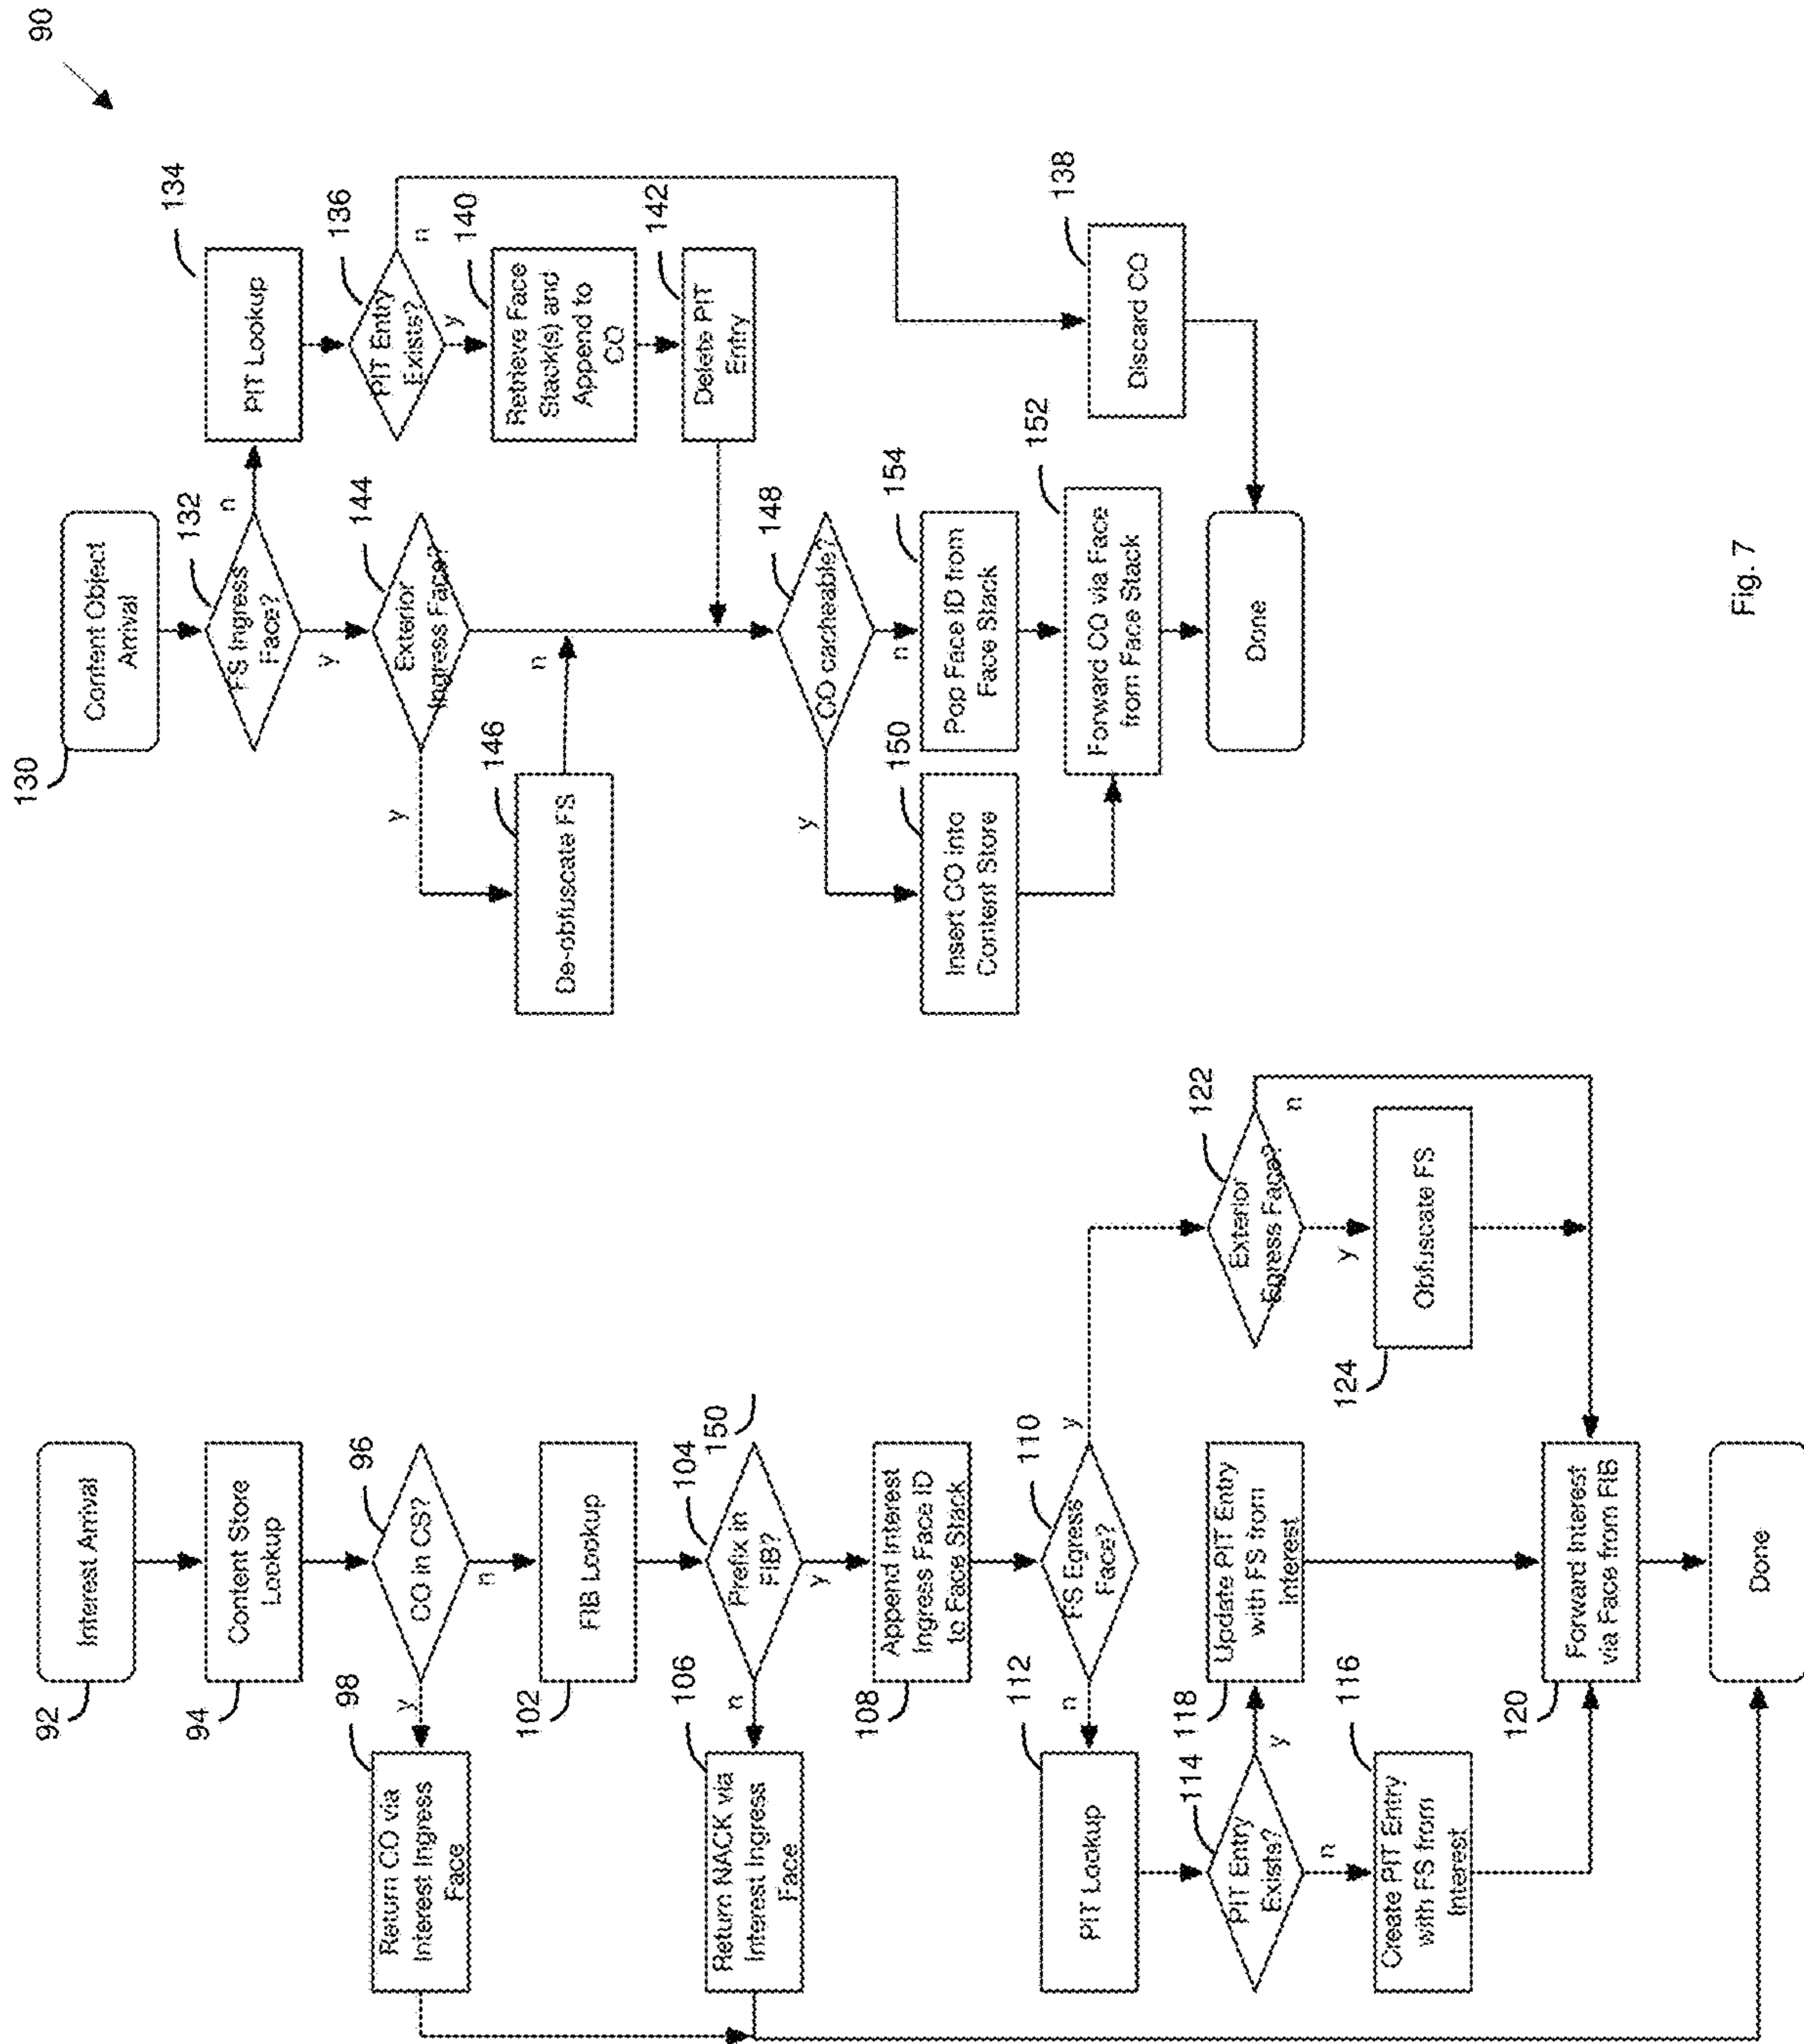 90
92
Interest Arrival
94
Content Store
Lookup
96
CO in CS?
y
n
98
Return CO via
Interest Ingress
Face
102
FIB Lookup
104
150
Prefix in
FIB?
n
y
106
Return NACK via
Interest Ingress
Face
108
Append Interest
Ingress Face ID
to Face Stack
110
FS Egress
Face?
n
y
112
PIT Lookup
114
PIT Entry
Exists?
y
n
118
Update PIT Entry
with FS from
Interest
116
Create PIT Entry
with FS from
Interest
122
Exterior
Egress Face?
n
y
124
Obfuscate FS
120
Forward Interest
via Face from FIB
Done
130
Content Object
Arrival
132
FS Ingress
Face?
n
y
134
PIT Lookup
136
PIT Entry
Exists?
n
y
140
Retrieve Face
Stack(s) and
Append to
CO
142
Delete PIT
Entry
144
Exterior
Ingress Face?
y
n
146
De-obfuscate FS
148
CO cacheable?
y
n
150
Insert CO into
Content Store
154
Pop Face ID from
Face Stack
152
Forward CO via Face
from Face Stack
138
Discard CO
Done
Fig. 7